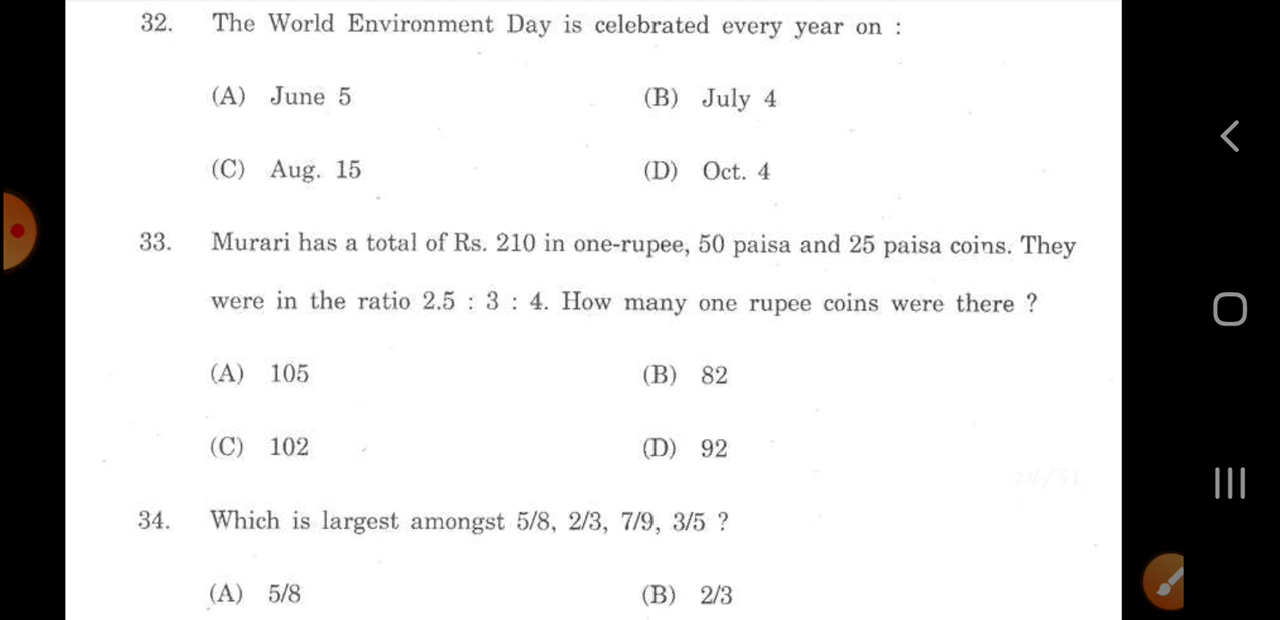 32. The World Environment Day is celebrated every year on :
(A) June 5 (B) July 4
(C) Aug. 15 (D) Oct. 4
33. Murari has a total of Rs. 210 in one-rupee, 50 paisa and 25 paisa coins. They
were in the ratio 2.5 : 3 : 4. How many one rupee coins were there ?
(A) 105 (B) 82
(C) 102 (D) 92
24/31
34. Which is largest amongst 5/8, 2/3, 7/9, 3/5 ?
(A) 5/8 (B) 2/3